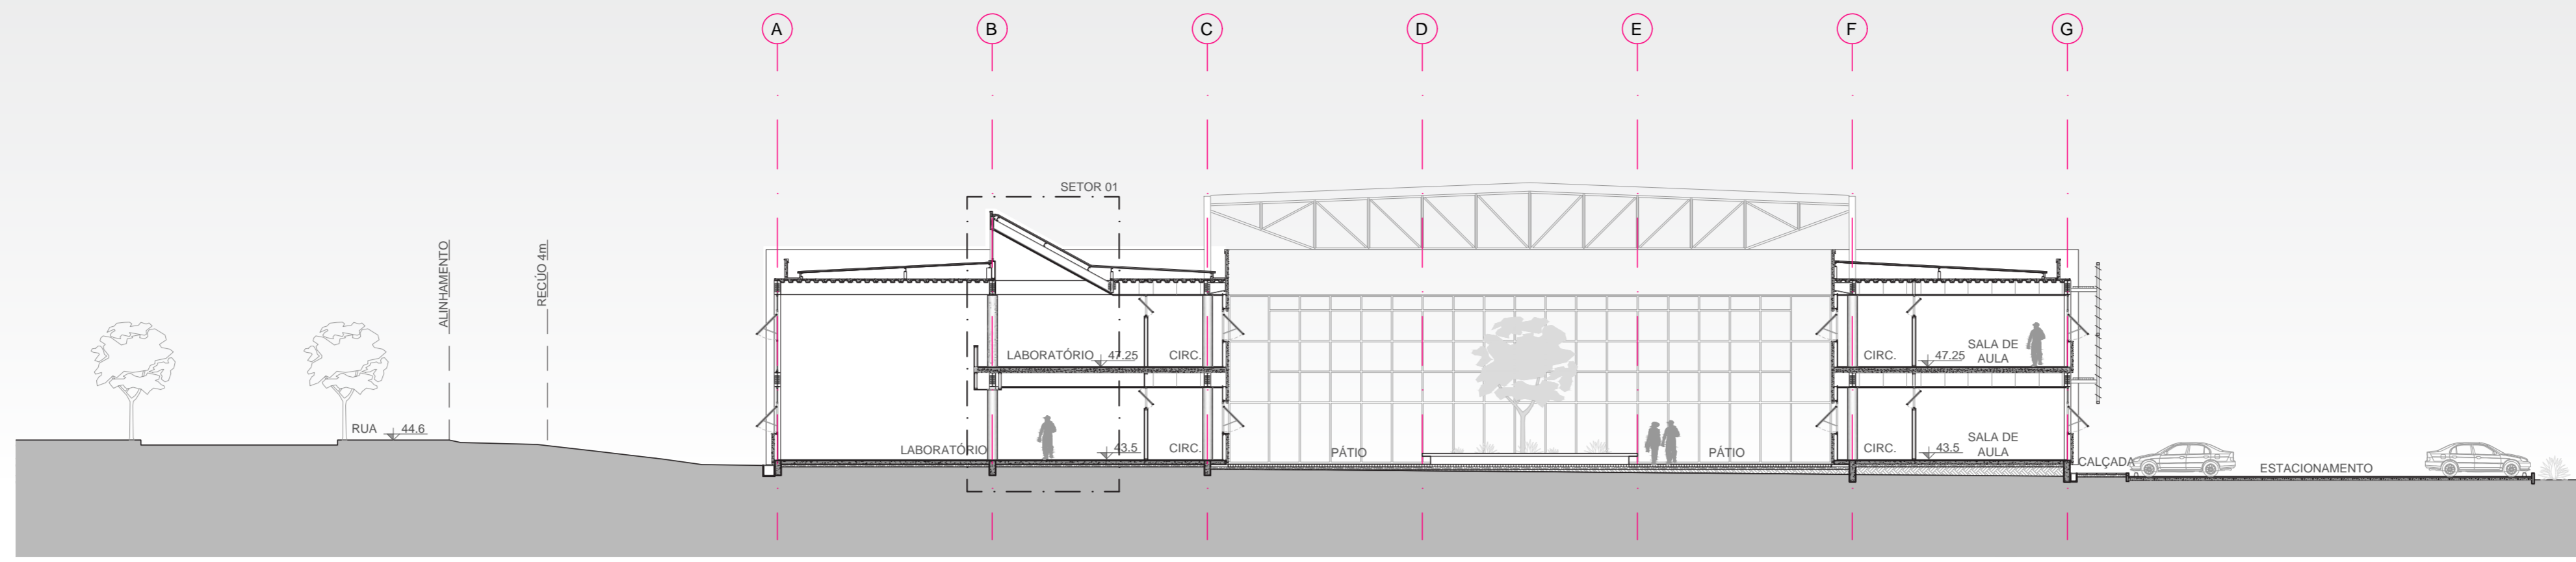 A
B
C
D
E
F
G
SETOR 01
ALINHAMENTO
RECÚO 4m
RUA
44.6
LABORATÓRIO
47.25
CIRC.
CIRC.
47.25
SALA DE
AULA
LABORATÓRIO
43.5
CIRC.
PÁTIO
PÁTIO
CIRC.
43.5
SALA DE
AULA
CALÇADA
ESTACIONAMENTO